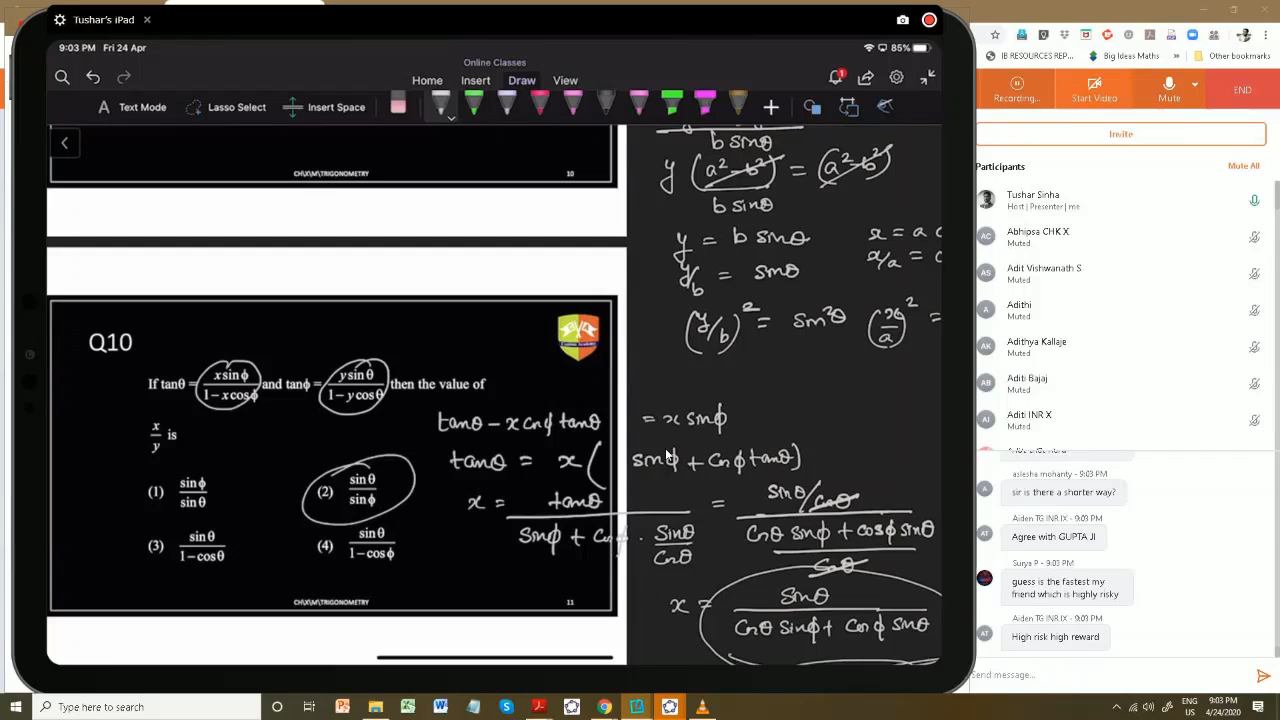 Tushar's iPad
9:03 PM Fri 24 Apr
85%
Online Classes
Home Insert Draw View
Text Mode Lasso Select Insert Space
CH\X\M\TRIGONOMETRY 10
b sinθ
y (a² - b²) = (a² - b²)
b sinθ
y = b sinθ x = a c
y/b = sinθ x/a = c
(y/b)² = sin²θ (x/a)² =
Q10
If tanθ = x sinϕ / 1 − x cosϕ and tanϕ = y sinθ / 1 − y cosθ then the value of
x/y is
(1) sinϕ / sinθ (2) sinθ / sinϕ
(3) sinθ / 1−cosθ (4) sinθ / 1−cosϕ
tanθ − x cosϕ tanθ = x sinϕ
tanθ = x ( sinϕ + cosϕ tanθ)
x = tanθ / sinϕ + cosϕ . sinθ/cosθ = sinθ/cosθ / cosθ sinϕ + cosϕ sinθ / cosθ
x = sinθ / cosθ sinϕ + cosϕ sinθ
CH\X\M\TRIGONOMETRY 11
IB RESOURCES REP... Big Ideas Maths » Other bookmarks
Recording... Start Video Mute END
Invite
Participants Mute All
Tushar Sinha
Host | Presenter | me
AC Abhipsa CHK X
Muted
AS Adit Vishwanath S
Muted
A Adithi
Muted
AK Adithya Kallaje
Muted
AB Aditi Bajaj
Muted
AI Aditi INR X
Muted
aslesha mohanty - 9:03 PM
A sir is there a shorter way?
Aiden TG INR IX - 9:03 PM
AT Agree with GUPTA JI
Surya P - 9:03 PM
guess is the fastest my
friend which is highly risky
Aiden TG INR IX - 9:03 PM
AT High risk high reward
Send message...
Type here to search
ENG
US
9:03 PM
4/24/2020